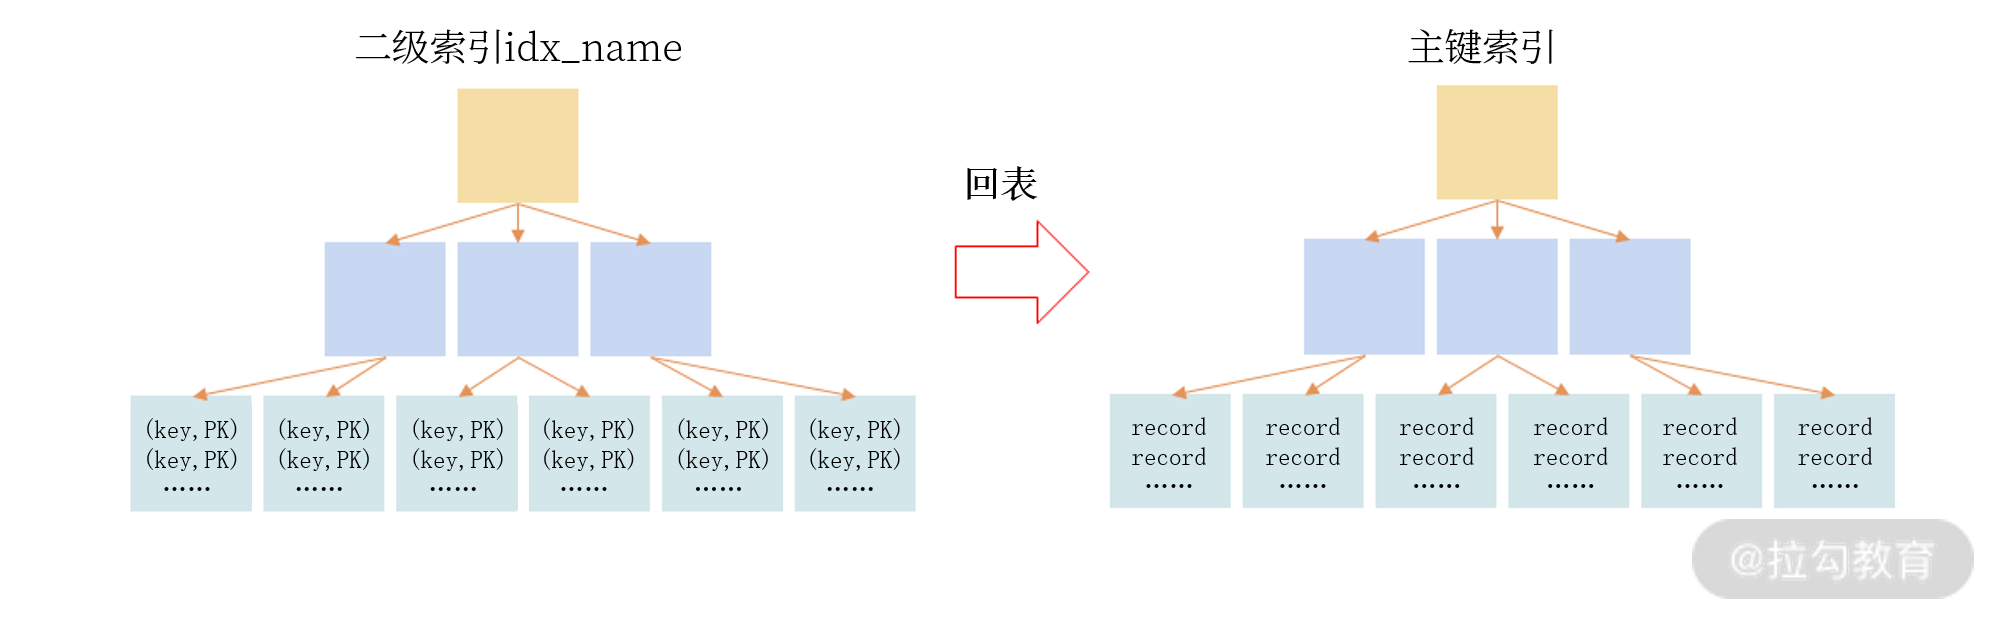 二级索引idx_name
主键索引
回表
(key,PK) (key,PK) (key,PK) (key,PK) (key,PK) (key,PK)
(key,PK) (key,PK) (key,PK) (key,PK) (key,PK) (key,PK)
…… …… …… …… …… ……
record record record record record record
record record record record record record
…… …… …… …… …… ……
@拉勾教育